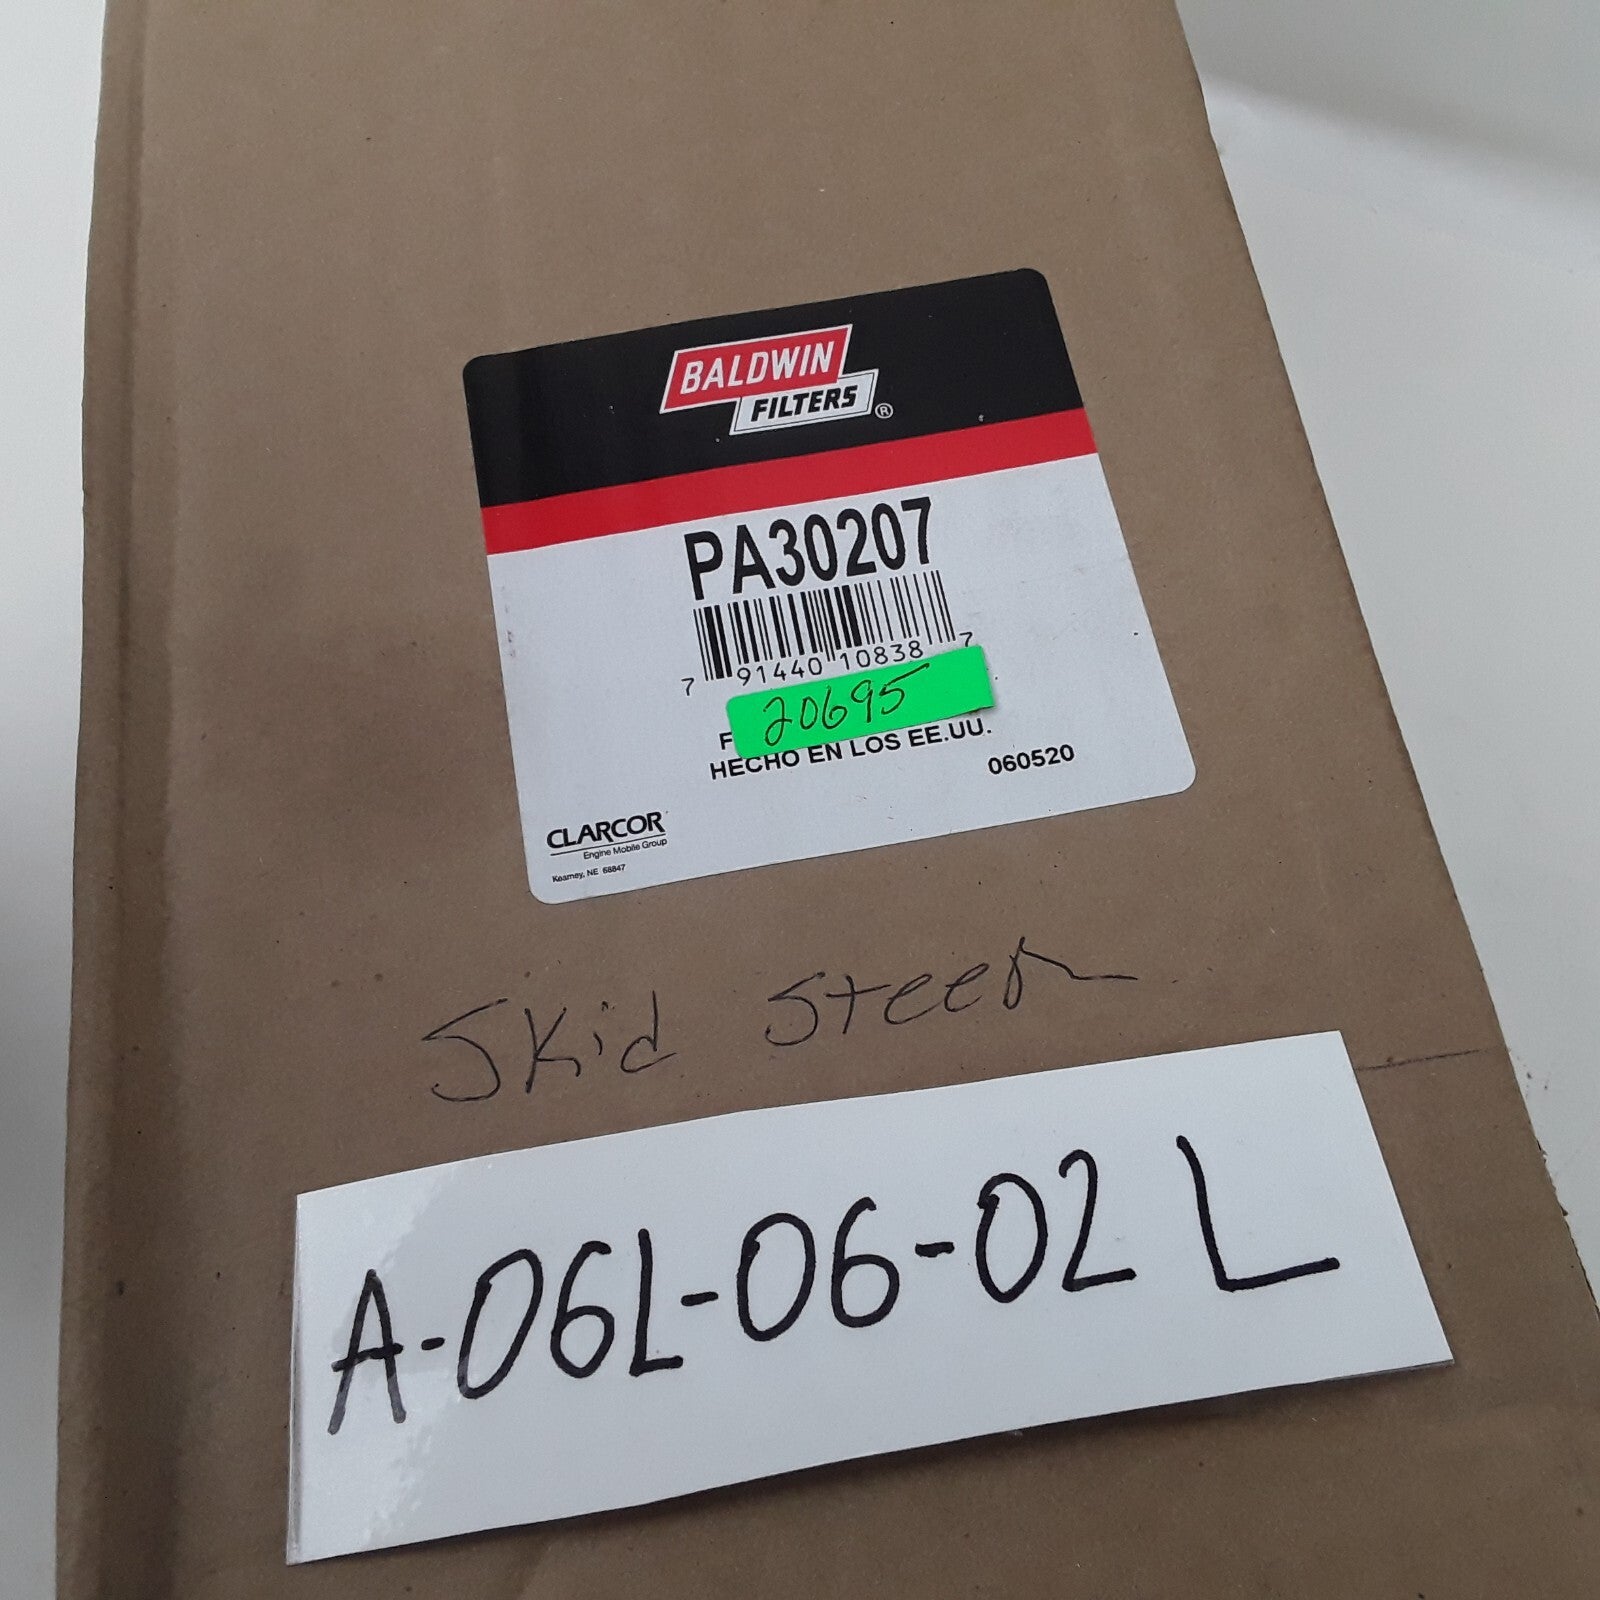 BALDWIN
FILTERS®
PA30207
7 91440 10838 7
20695
F
HECHO EN LOS EE.UU.
060520
CLARCOR
Engine Mobile Group
Kearney, NE 68847
Skid Steer
A-06L-06-02 L